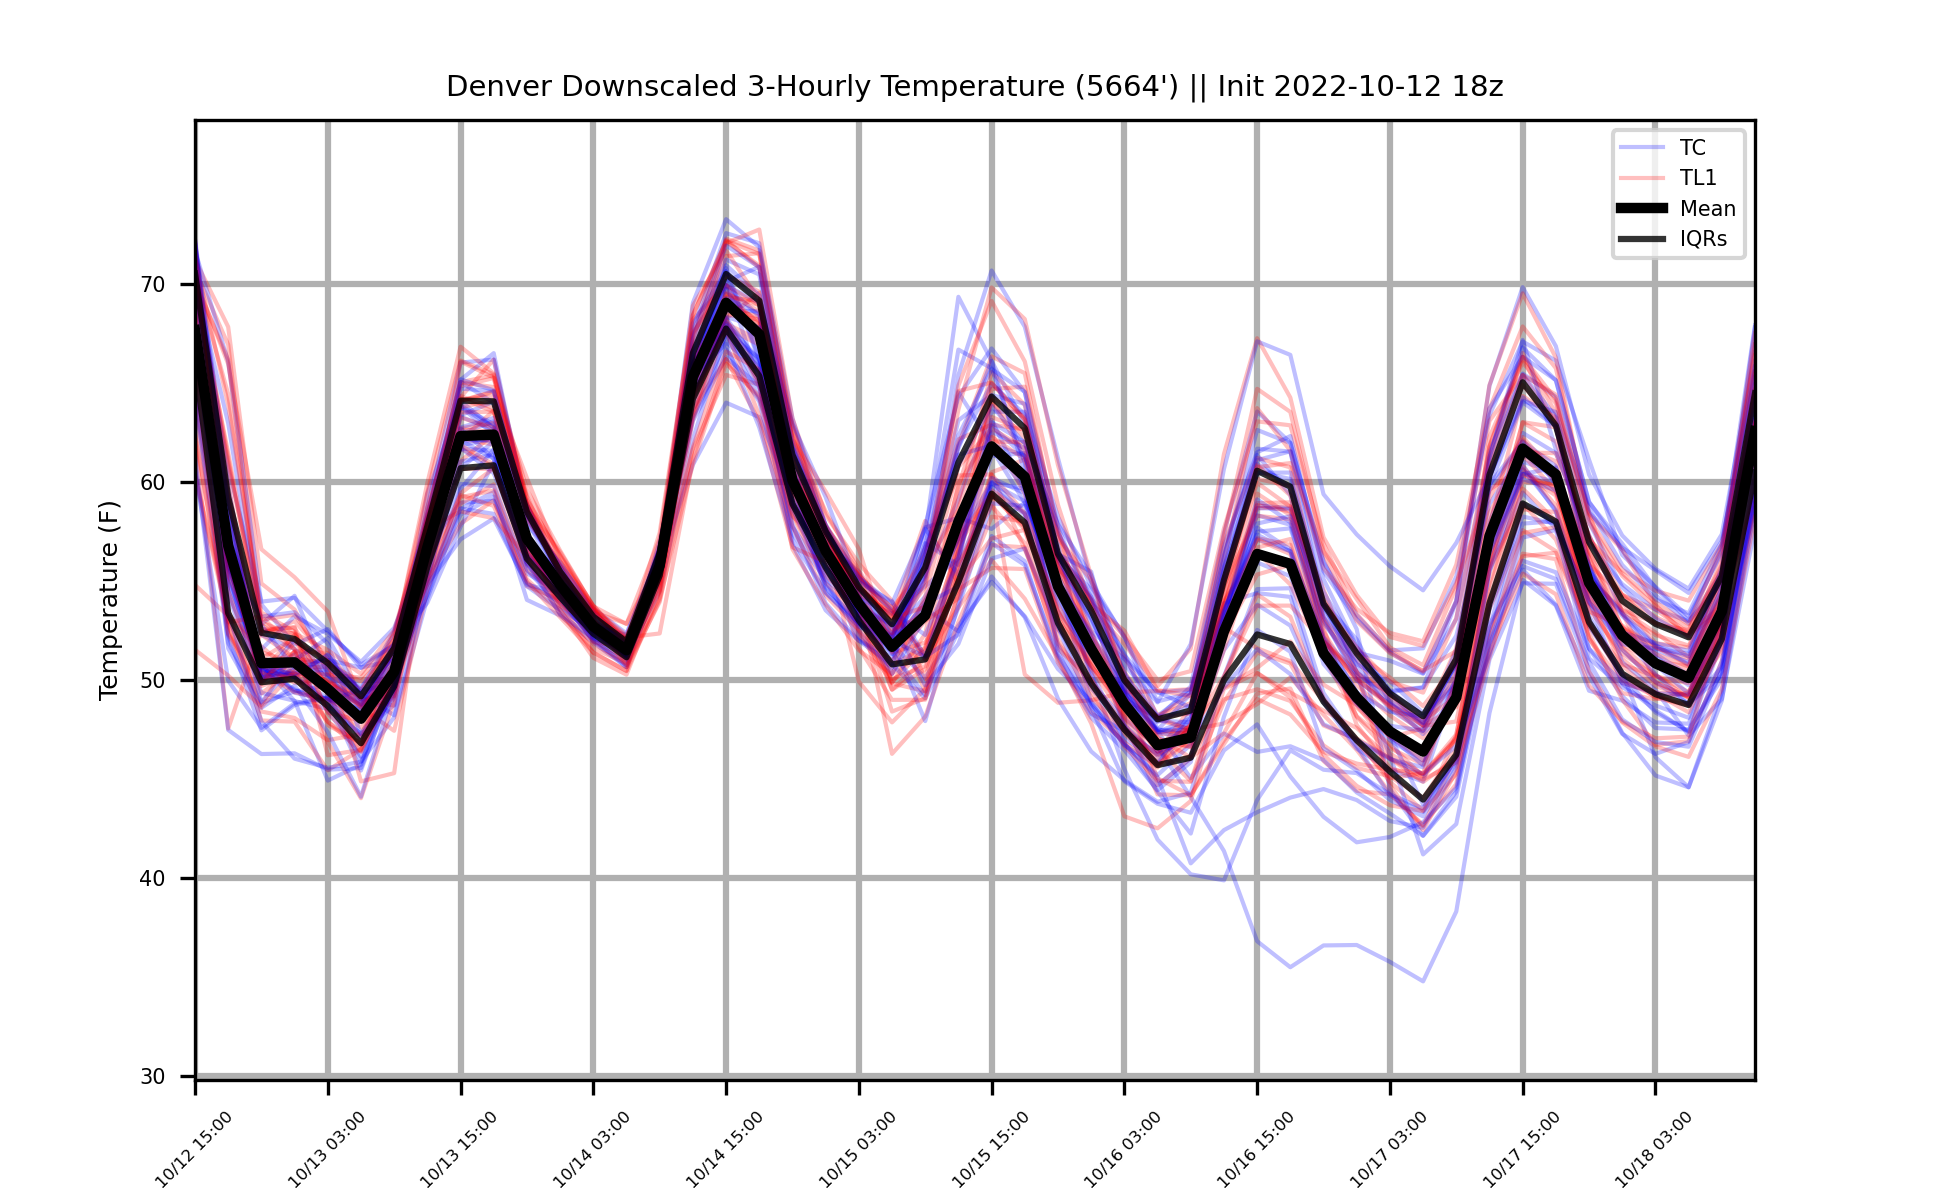 Denver Downscaled 3-Hourly Temperature (5664') || Init 2022-10-12 18z
TC
TL1
Mean
IQRs
Temperature (F)
70
60
50
40
30
10/12 15:00
10/13 03:00
10/13 15:00
10/14 03:00
10/14 15:00
10/15 03:00
10/15 15:00
10/16 03:00
10/16 15:00
10/17 03:00
10/17 15:00
10/18 03:00